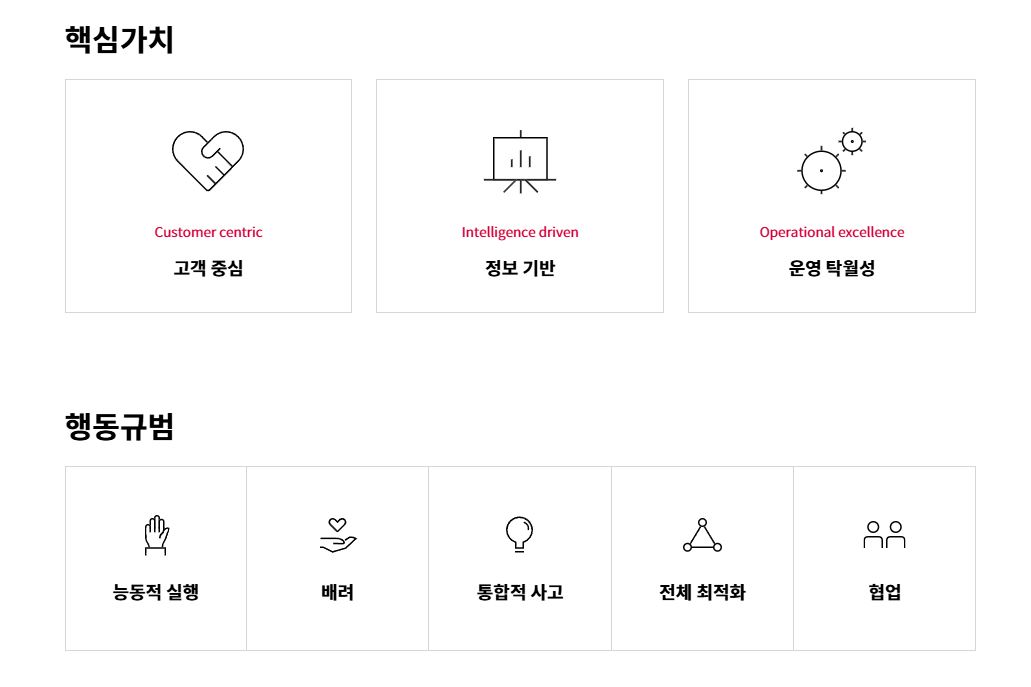 핵심가치
Customer centric
고객 중심
Intelligence driven
정보 기반
Operational excellence
운영 탁월성
행동규범
능동적 실행
배려
통합적 사고
전체 최적화
협업